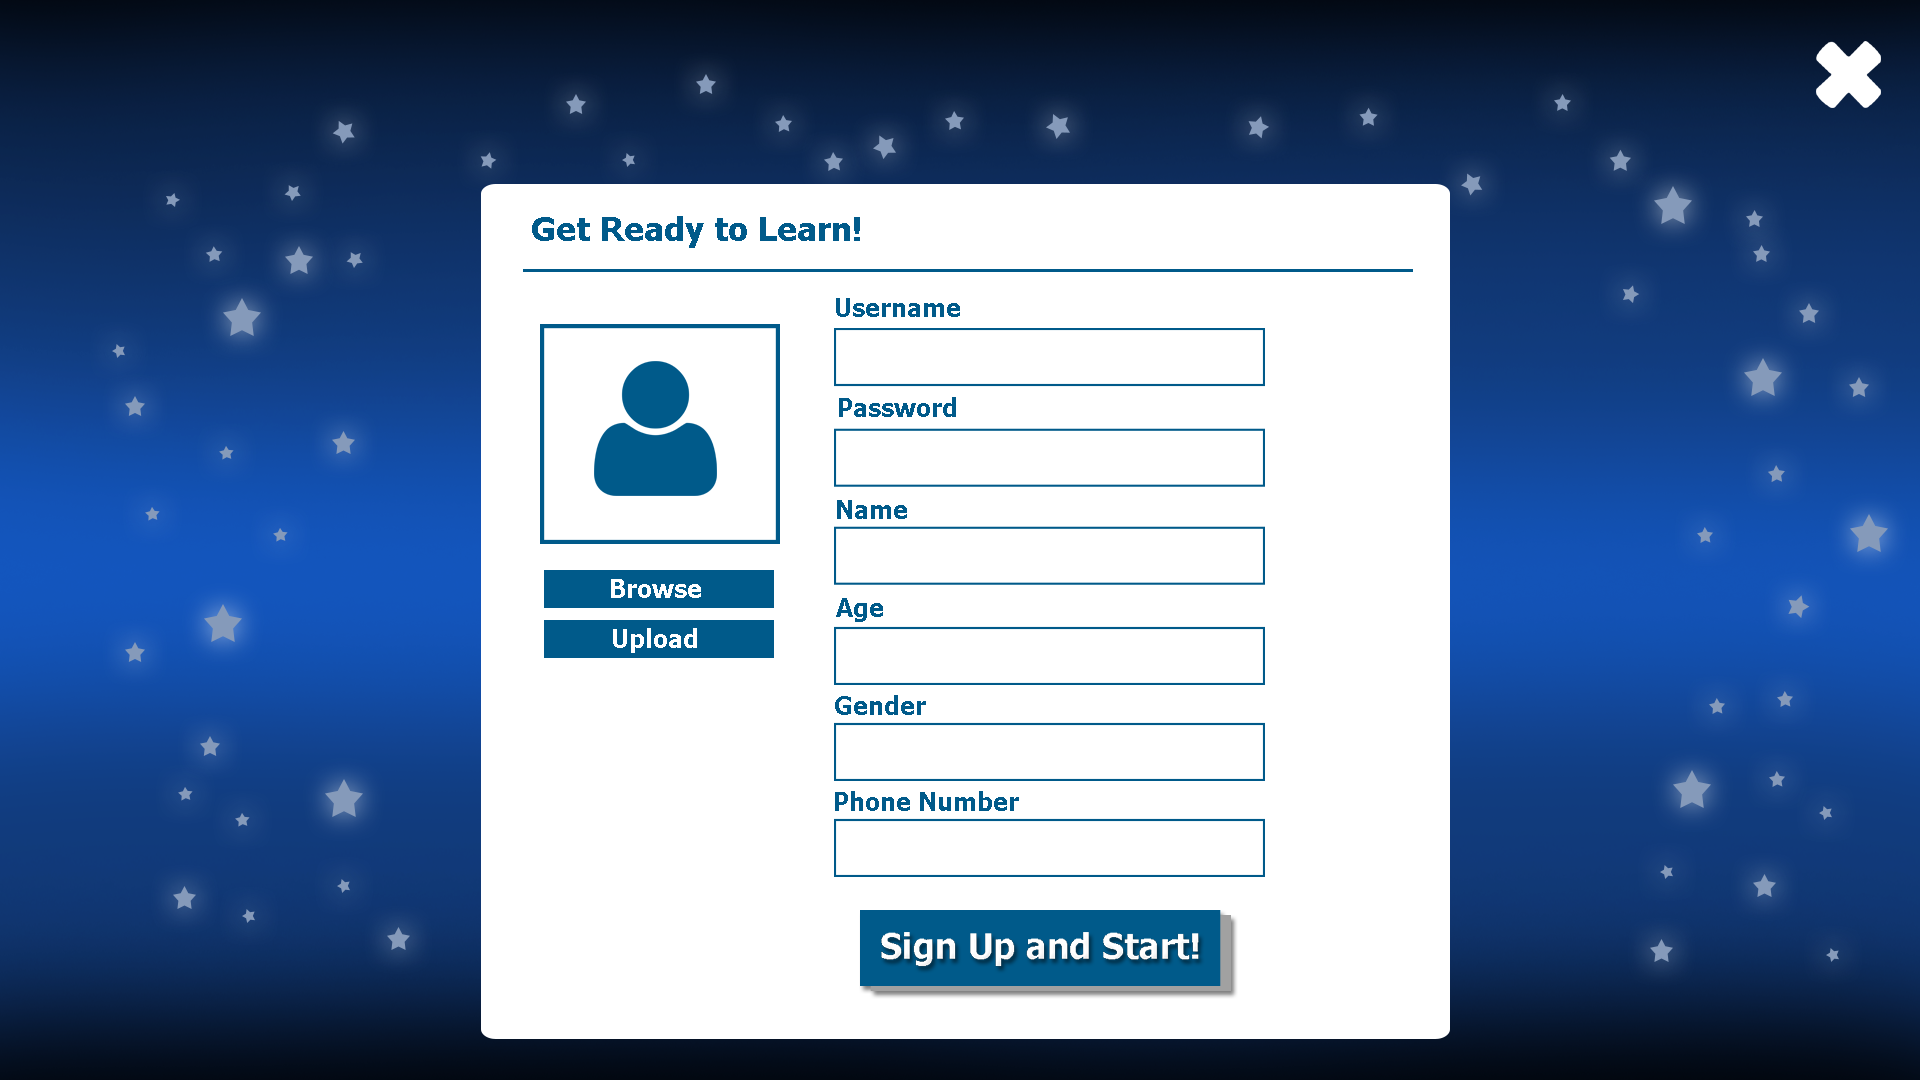 Get Ready to Learn!
Username
Password
Name
Age
Gender
Phone Number
Browse
Upload
Sign Up and Start!